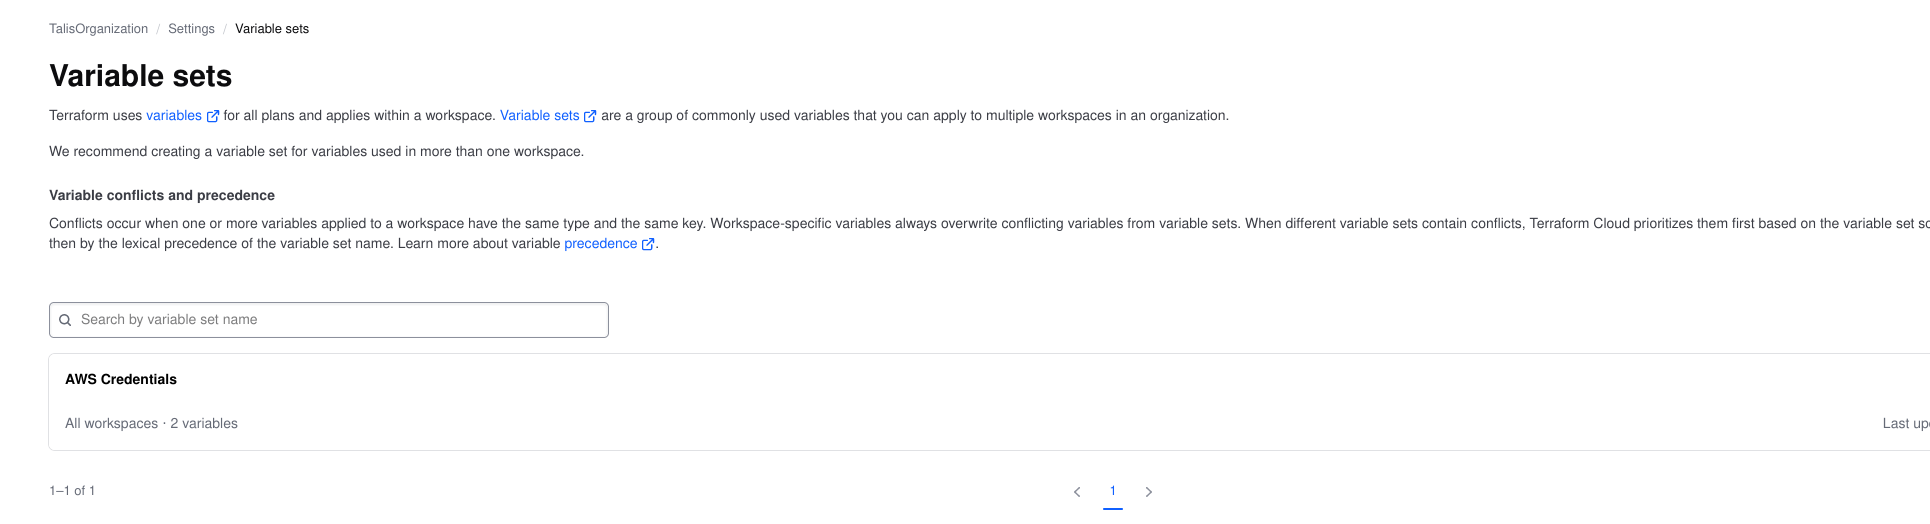 TalisOrganization / Settings / Variable sets
Variable sets
Terraform uses variables for all plans and applies within a workspace. Variable sets are a group of commonly used variables that you can apply to multiple workspaces in an organization.
We recommend creating a variable set for variables used in more than one workspace.
Variable conflicts and precedence
Conflicts occur when one or more variables applied to a workspace have the same type and the same key. Workspace-specific variables always overwrite conflicting variables from variable sets. When different variable sets contain conflicts, Terraform Cloud prioritizes them first based on the variable set
then by the lexical precedence of the variable set name. Learn more about variable precedence .
Search by variable set name
AWS Credentials
All workspaces · 2 variables
Last
1–1 of 1
1